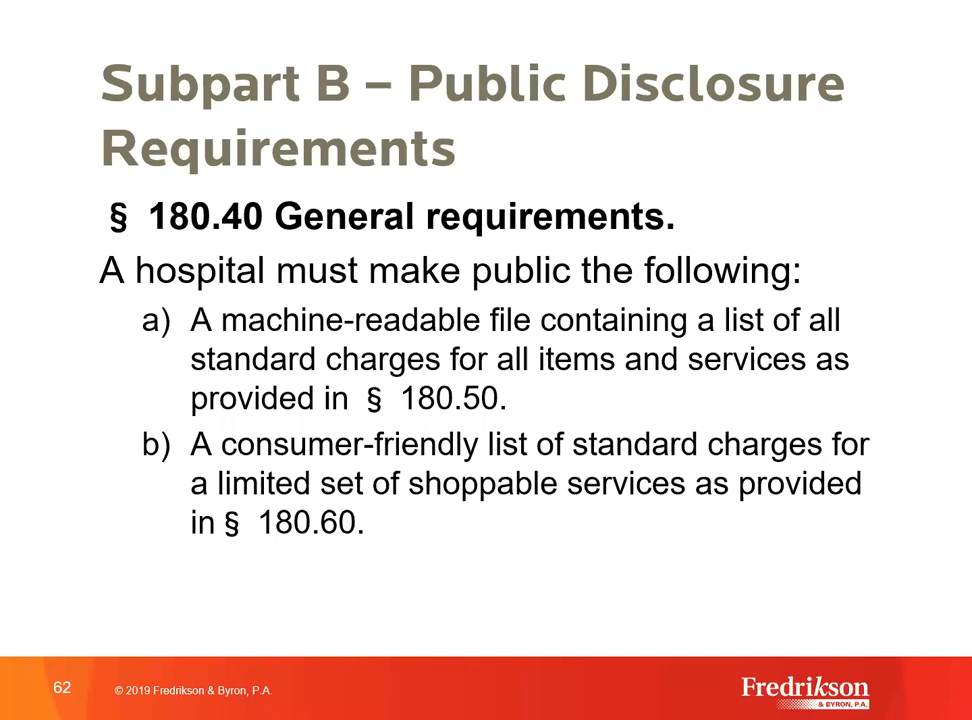 Subpart B – Public Disclosure
Requirements
§ 180.40 General requirements.
A hospital must make public the following:
a) A machine-readable file containing a list of all
standard charges for all items and services as
provided in § 180.50.
b) A consumer-friendly list of standard charges for
a limited set of shoppable services as provided
in § 180.60.
62
© 2019 Fredrikson & Byron, P.A.
Fredrikson
& BYRON, P.A.